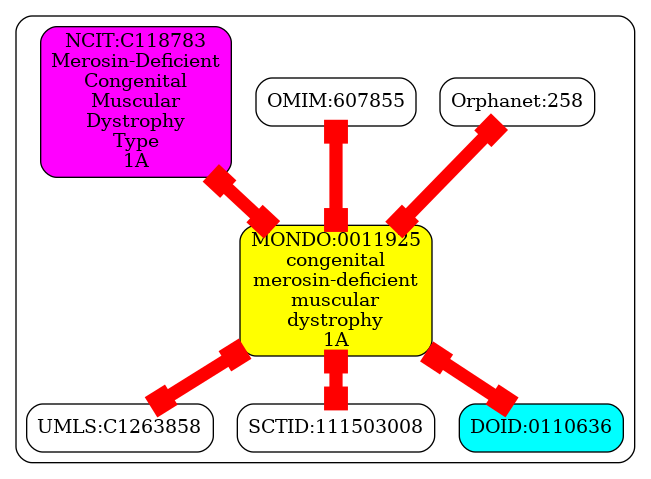 NCIT:C118783
Merosin-Deficient
Congenital
Muscular
Dystrophy
Type
1A
OMIM:607855
Orphanet:258
MONDO:0011925
congenital
merosin-deficient
muscular
dystrophy
1A
UMLS:C1263858
SCTID:111503008
DOID:0110636